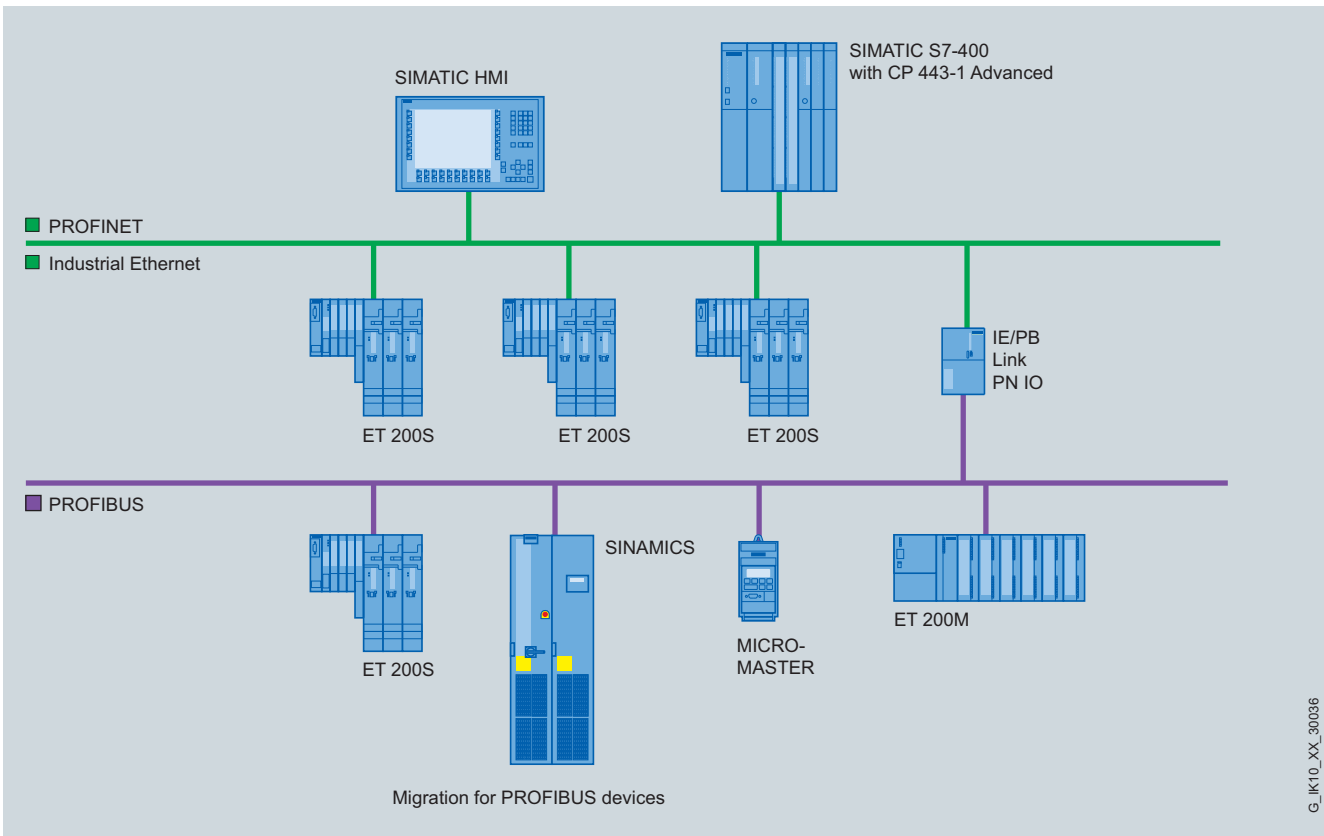 SIMATIC HMI
SIMATIC S7-400
with CP 443-1 Advanced
PROFINET
Industrial Ethernet
IE/PB
Link
PN IO
ET 200S
ET 200S
ET 200S
PROFIBUS
SINAMICS
ET 200M
MICRO-
MASTER
ET 200S
Migration for PROFIBUS devices
G_IK10_XX_30036